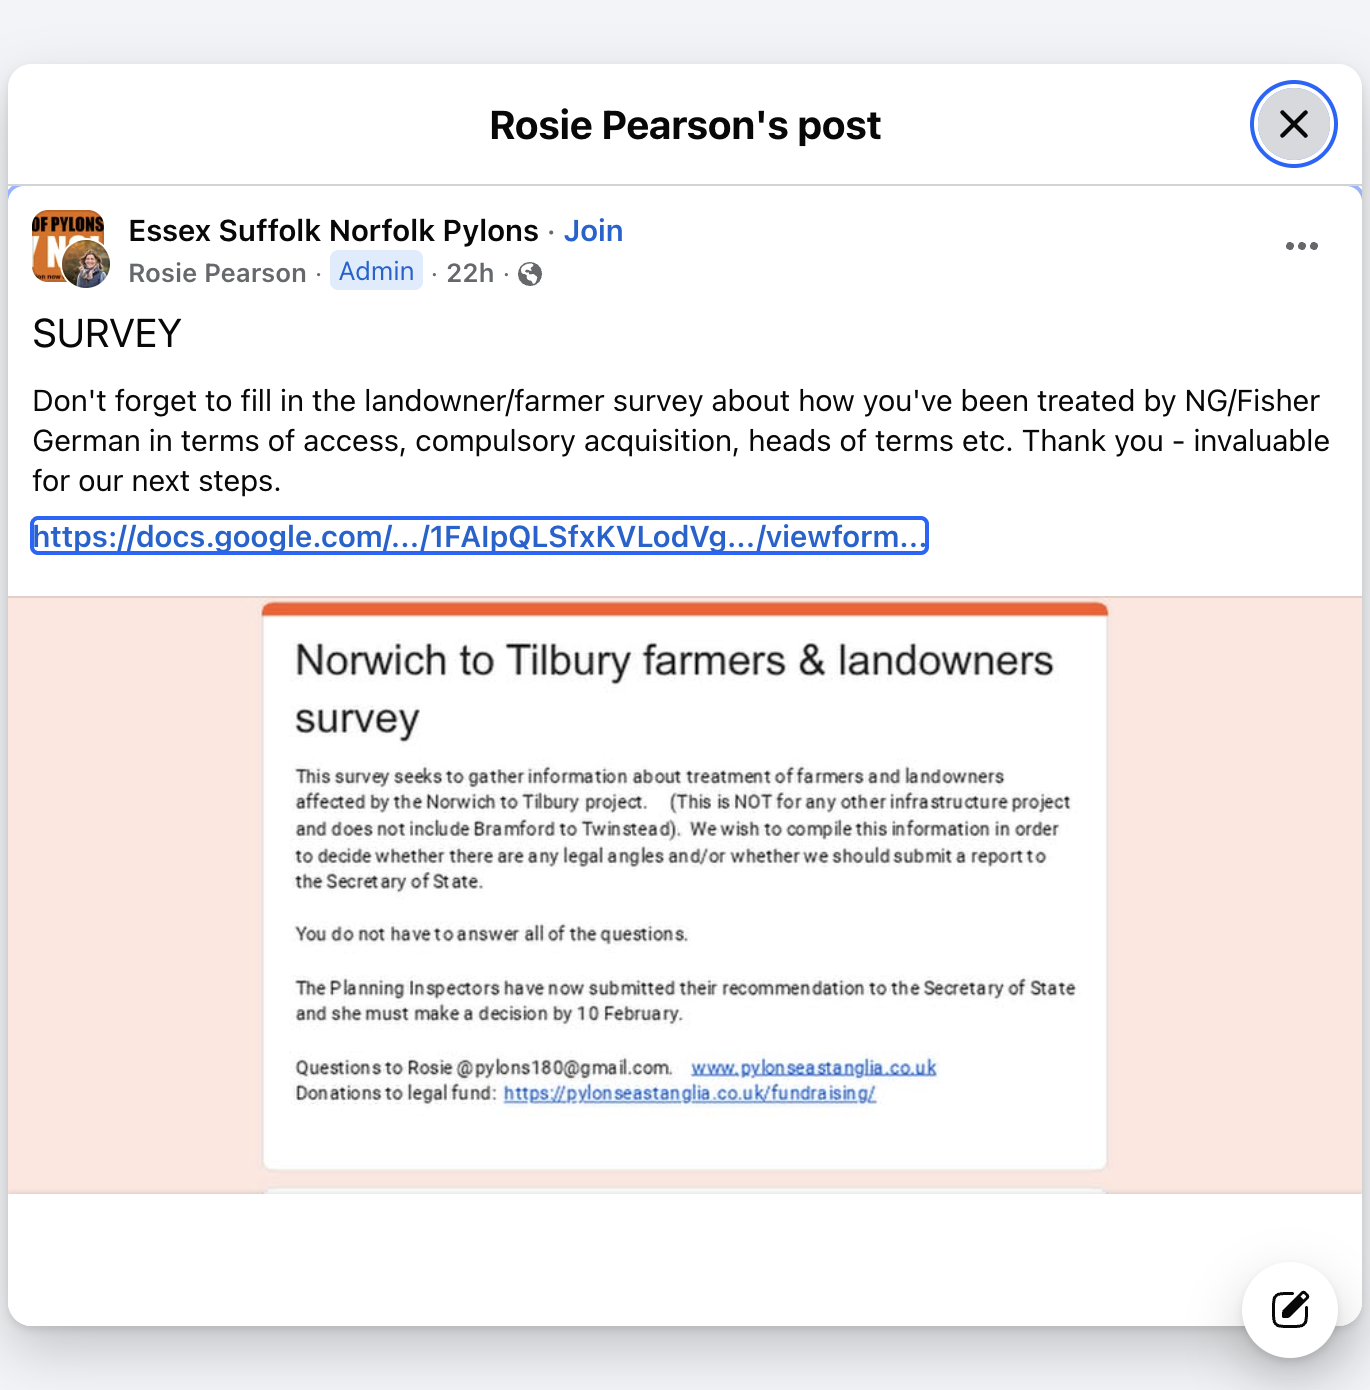 Rosie Pearson's post
OF PYLONS
Essex Suffolk Norfolk Pylons · Join
Rosie Pearson · Admin · 22h ·
SURVEY
Don't forget to fill in the landowner/farmer survey about how you've been treated by NG/Fisher
German in terms of access, compulsory acquisition, heads of terms etc. Thank you - invaluable
for our next steps.
https://docs.google.com/.../1FAIpQLSfxKVLodVg.../viewform...
Norwich to Tilbury farmers & landowners
survey
This survey seeks to gather information about treatment of farmers and landowners
affected by the Norwich to Tilbury project. (This is NOT for any other infrastructure project
and does not include Bramford to Twinstead). We wish to compile this information in order
to decide whether there are any legal angles and/or whether we should submit a report to
the Secretary of State.
You do not have to answer all of the questions.
The Planning Inspectors have now submitted their recommendation to the Secretary of State
and she must make a decision by 10 February.
Questions to Rosie @pylons180@gmail.com. www.pylonseastanglia.co.uk
Donations to legal fund: https://pylonseastanglia.co.uk/fundraising/